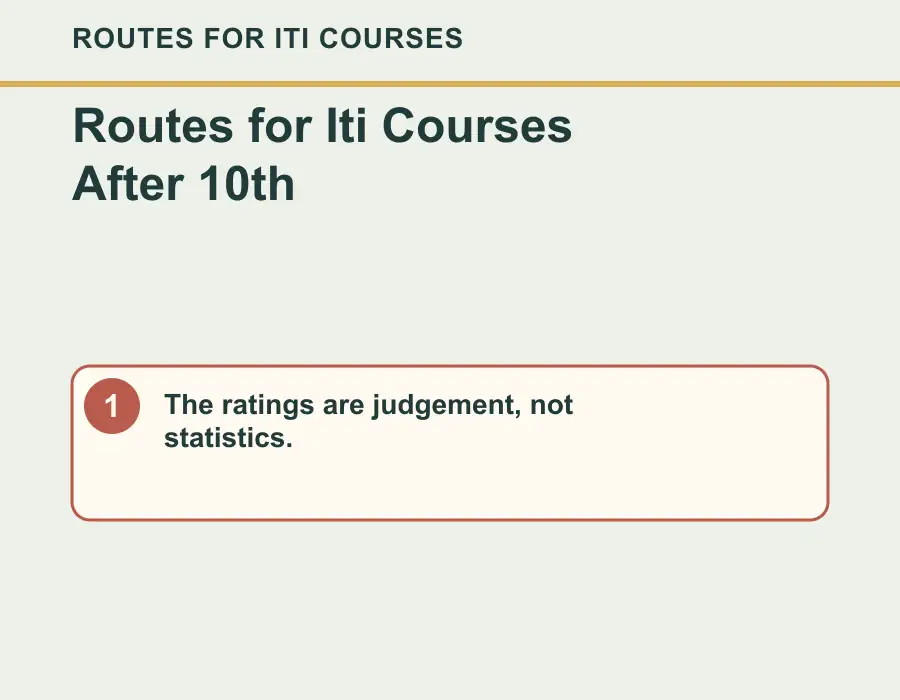 ROUTES FOR ITI COURSES
Routes for Iti Courses
After 10th
1
The ratings are judgement, not
statistics.